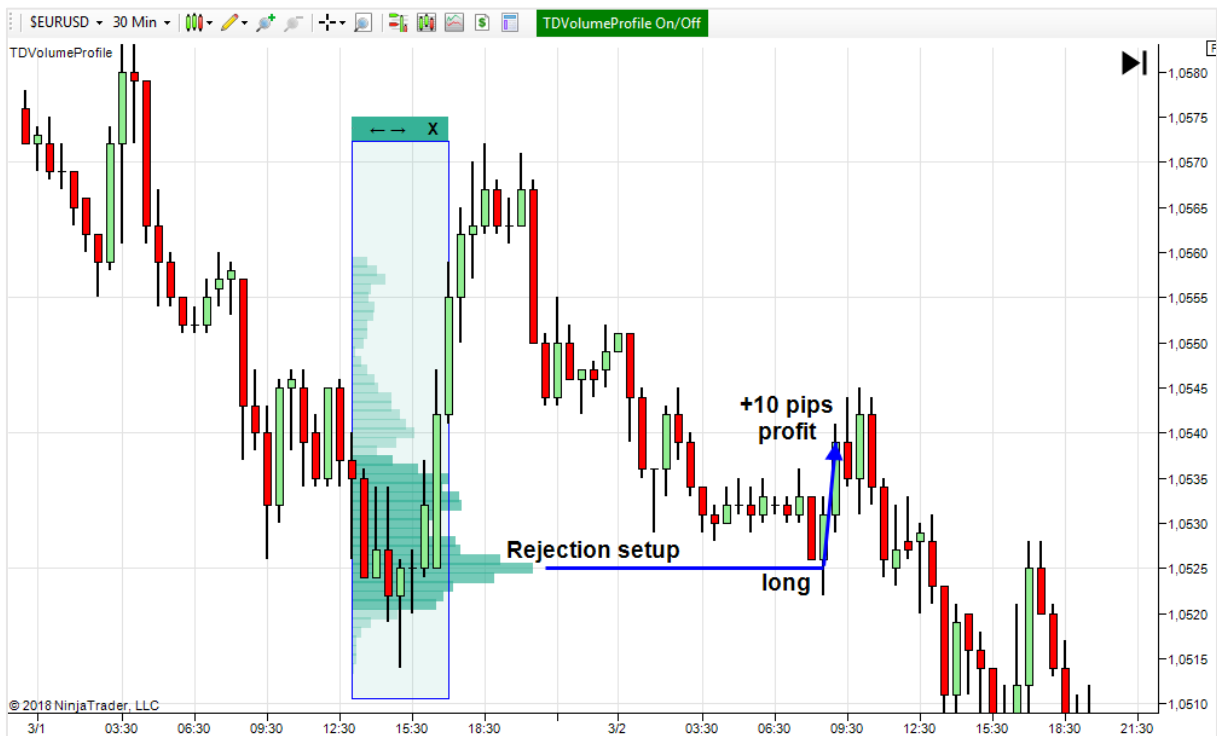 $EURUSD 30 Min TDVolumeProfile On/Off
TDVolumeProfile
F
← → X
1,0580
1,0575
1,0570
1,0565
1,0560
1,0555
1,0550
1,0545
1,0540
1,0535
1,0530
1,0525
1,0520
1,0515
1,0510
+10 pips
profit
Rejection setup
long
© 2018 NinjaTrader, LLC
3/1 03:30 06:30 09:30 12:30 15:30 18:30 3/2 03:30 06:30 09:30 12:30 15:30 18:30 21:30